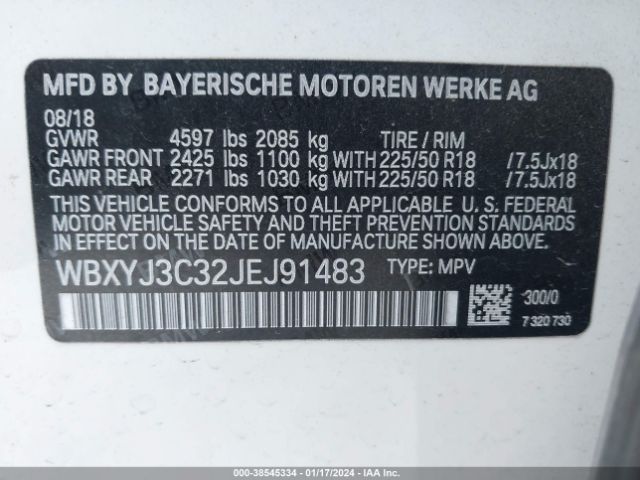 MFD BY BAYERISCHE MOTOREN WERKE AG
08/18
GVWR 4597 lbs 2085 kg TIRE / RIM
GAWR FRONT 2425 lbs 1100 kg WITH 225/50 R18 /7.5Jx18
GAWR REAR 2271 lbs 1030 kg WITH 225/50 R18 /7.5Jx18
THIS VEHICLE CONFORMS TO ALL APPLICABLE U. S. FEDERAL
MOTOR VEHICLE SAFETY AND THEFT PREVENTION STANDARDS
IN EFFECT ON THE DATE OF MANUFACTURE SHOWN ABOVE.
WBXYJ3C32JEJ91483 TYPE: MPV
300/0
7 320 730
000-38545334 | 01/17/2024 | IAAI.COM